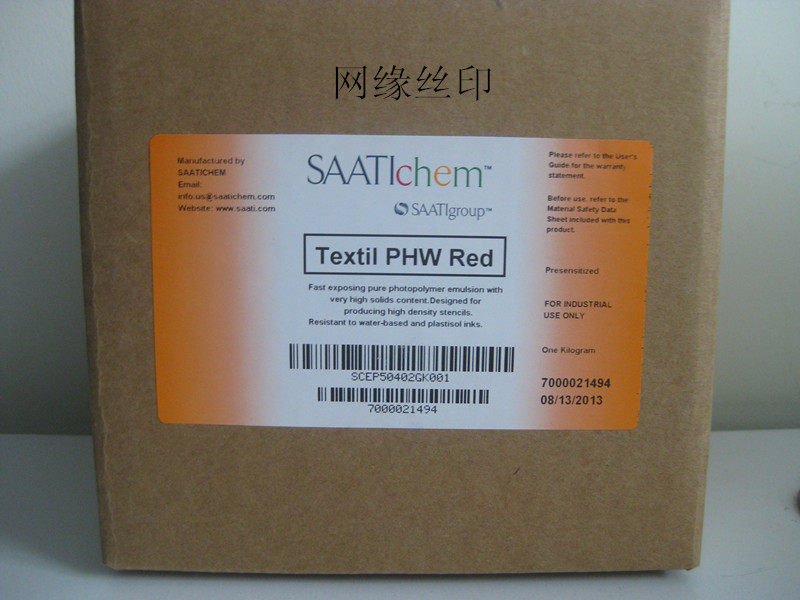 网缘丝印
Manufactured by
SAATICHEM
Email:
info.us@saatichem.com
Website: www.saati.com
SAATIchem™
SAATIgroup™
Textil PHW Red
Fast exposing pure photopolymer emulsion with
very high solids content.Designed for
producing high density stencils.
Resistant to water-based and plastisol inks.
SCEP50402GK001
7000021494
Please refer to the User's
Guide for the warranty
statement.
Before use, refer to the
Material Safety Data
Sheet included with this
product.
Presensitized
FOR INDUSTRIAL
USE ONLY
One Kilogram
7000021494
08/13/2013